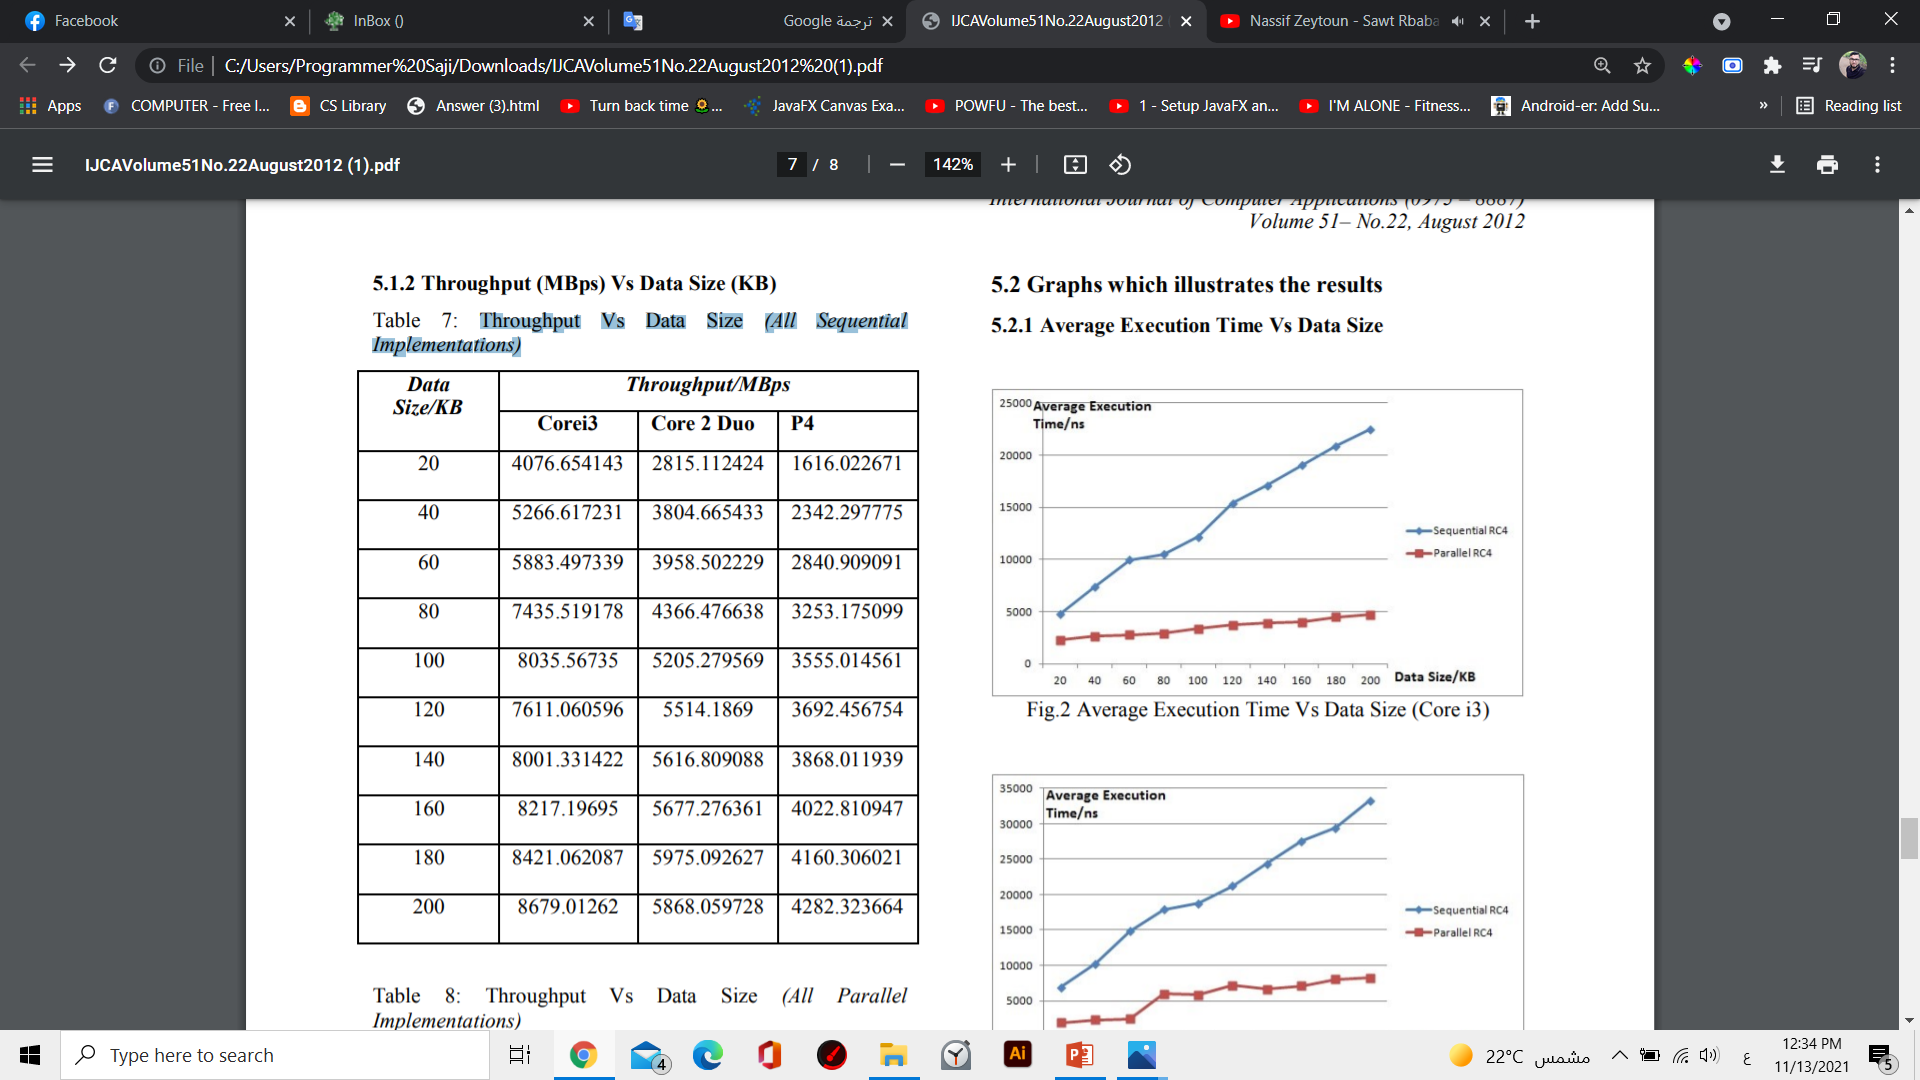 Facebook
InBox ()
ترجمة Google
IJCAVolume51No.22August2012
Nassif Zeytoun - Sawt Rbaba
File
C:/Users/Programmer%20Saji/Downloads/IJCAVolume51No.22August2012%20(1).pdf
Apps
COMPUTER - Free I...
CS Library
Answer (3).html
Turn back time 🌻...
JavaFX Canvas Exa...
POWFU - The best...
1 - Setup JavaFX an...
I'M ALONE - Fitness...
Android-er: Add Su...
»
Reading list
IJCAVolume51No.22August2012 (1).pdf
7 / 8
142%
International Journal of Computer Applications (0975 – 8887)
Volume 51– No.22, August 2012
5.1.2 Throughput (MBps) Vs Data Size (KB)
Table 7: Throughput Vs Data Size (All Sequential
Implementations)
Data Size/KB Throughput/MBps
Corei3 Core 2 Duo P4
20 4076.654143 2815.112424 1616.022671
40 5266.617231 3804.665433 2342.297775
60 5883.497339 3958.502229 2840.909091
80 7435.519178 4366.476638 3253.175099
100 8035.56735 5205.279569 3555.014561
120 7611.060596 5514.1869 3692.456754
140 8001.331422 5616.809088 3868.011939
160 8217.19695 5677.276361 4022.810947
180 8421.062087 5975.092627 4160.306021
200 8679.01262 5868.059728 4282.323664
Table 8: Throughput Vs Data Size (All Parallel
Implementations)
5.2 Graphs which illustrates the results
5.2.1 Average Execution Time Vs Data Size
Average Execution
Time/ns
25000
20000
15000
10000
5000
0
20 40 60 80 100 120 140 160 180 200
Data Size/KB
Sequential RC4
Parallel RC4
Fig.2 Average Execution Time Vs Data Size (Core i3)
Average Execution
Time/ns
35000
30000
25000
20000
15000
10000
5000
Sequential RC4
Parallel RC4
Type here to search
4
Ai
22°C مشمس
ع
12:34 PM
11/13/2021
5